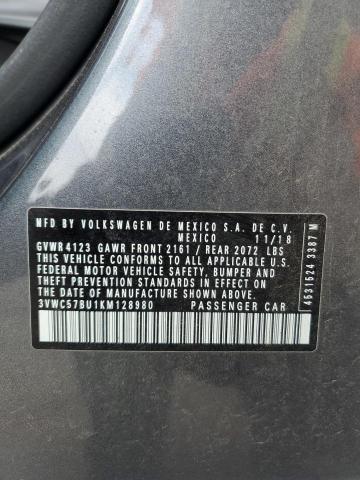 MFD BY VOLKSWAGEN DE MEXICO S.A. DE C.V.
MEXICO 11/18
GVWR 4123 GAWR FRONT 2161 / REAR 2072 LBS
THIS VEHICLE CONFORMS TO ALL APPLICABLE U.S.
FEDERAL MOTOR VEHICLE SAFETY, BUMPER AND
THEFT PREVENTION STANDARDS IN EFFECT ON
THE DATE OF MANUFACTURE SHOWN ABOVE.
3VWC57BU1KM128980 PASSENGER CAR
4531524 3387 M